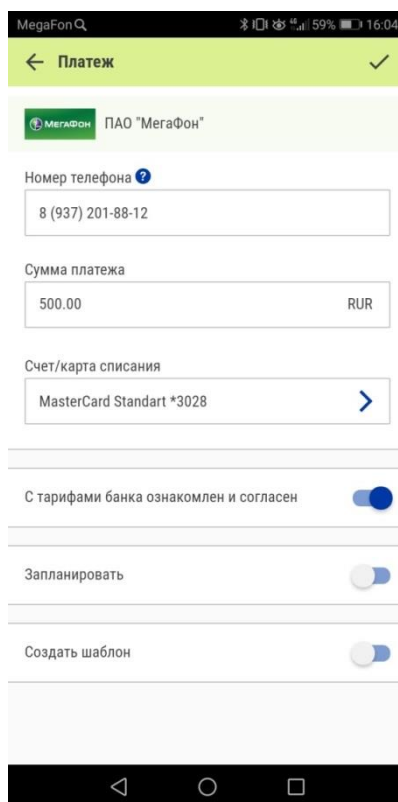 MegaFon 59% 16:04
Платеж
МЕГАФОН ПАО "МегаФон"
Номер телефона ?
8 (937) 201-88-12
Сумма платежа
500.00 RUR
Счет/карта списания
MasterCard Standart *3028
С тарифами банка ознакомлен и согласен
Запланировать
Создать шаблон